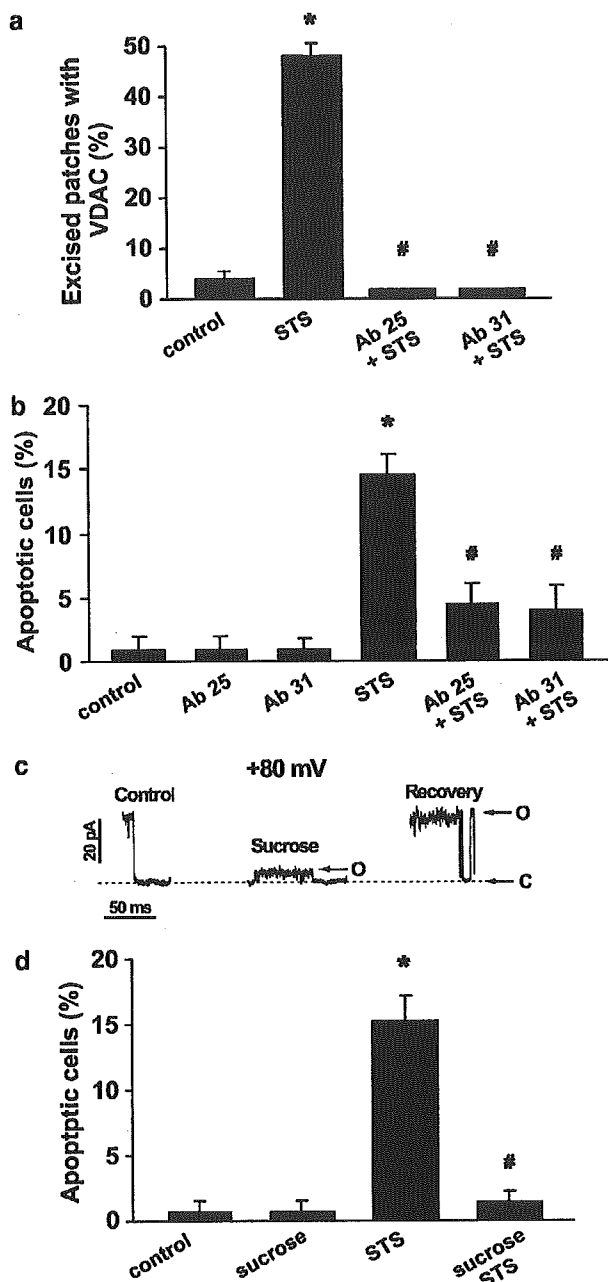 a
Excised patches with
VDAC (%)
50
40
30
20
10
0
*
#
#
control
STS
Ab 25
+ STS
Ab 31
+ STS
b
Apoptotic cells (%)
20
15
10
5
0
*
#
#
control
Ab 25
Ab 31
STS
Ab 25
+ STS
Ab 31
+ STS
c
+80 mV
Control
Sucrose
Recovery
O
O
C
20 pA
50 ms
d
Apoptptic cells (%)
20
15
10
5
0
*
#
control
sucrose
STS
sucrose
STS